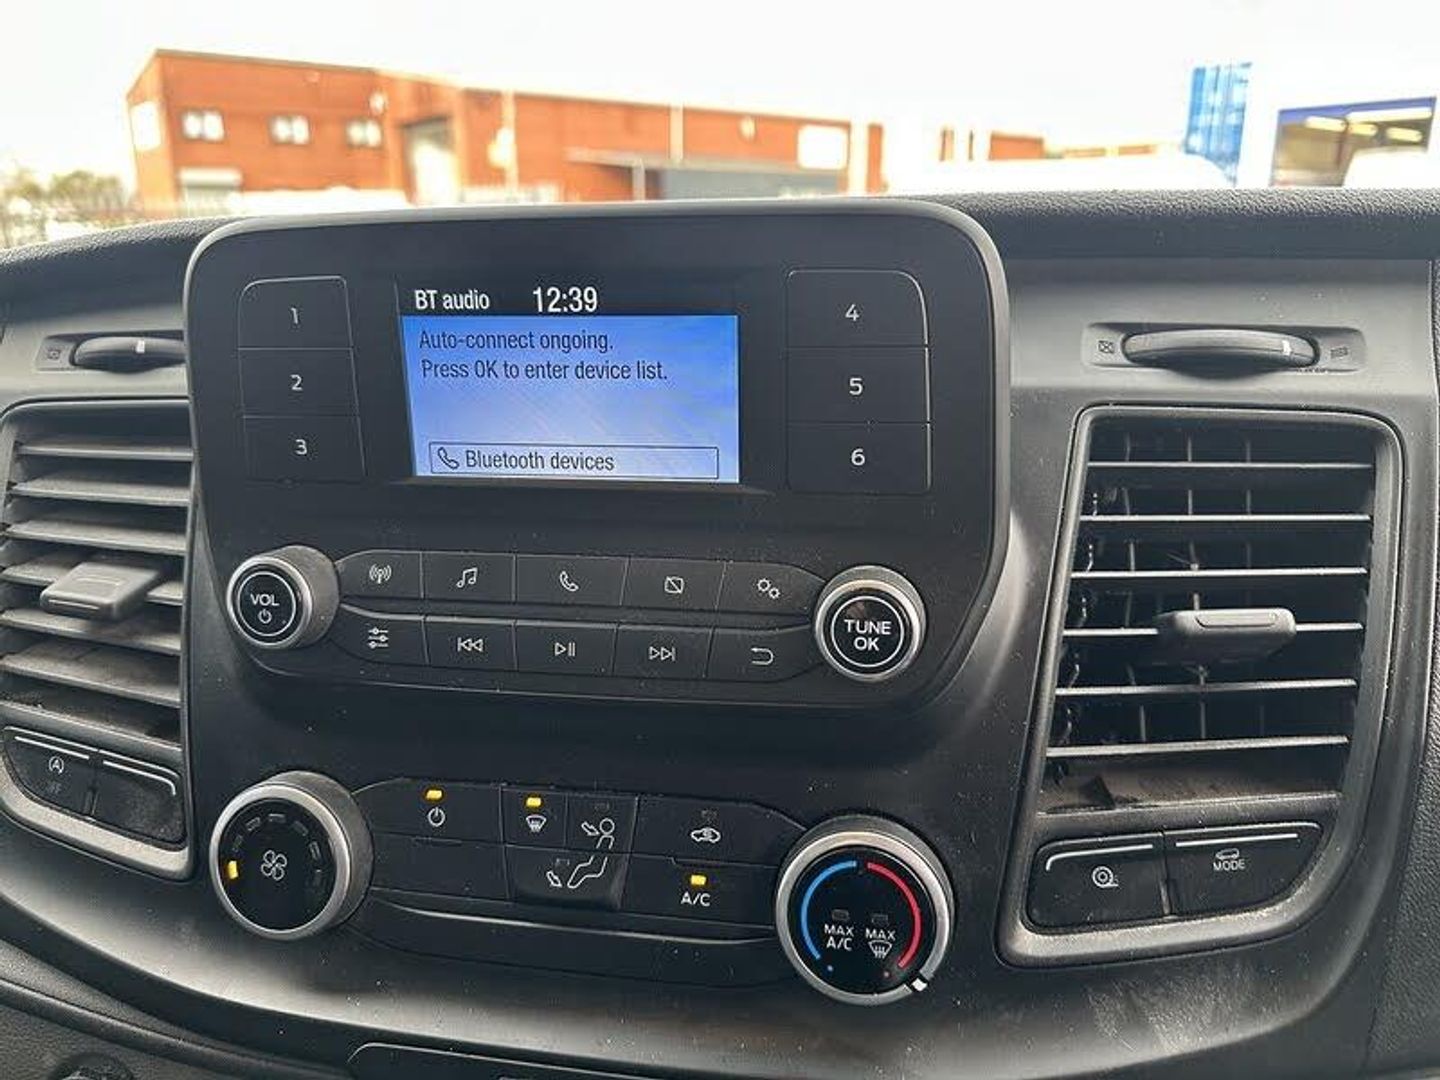 BT audio 12:39
Auto-connect ongoing.
Press OK to enter device list.
Bluetooth devices
1
2
3
4
5
6
VOL
TUNE
OK
A/C
MAX
A/C
MAX
MODE